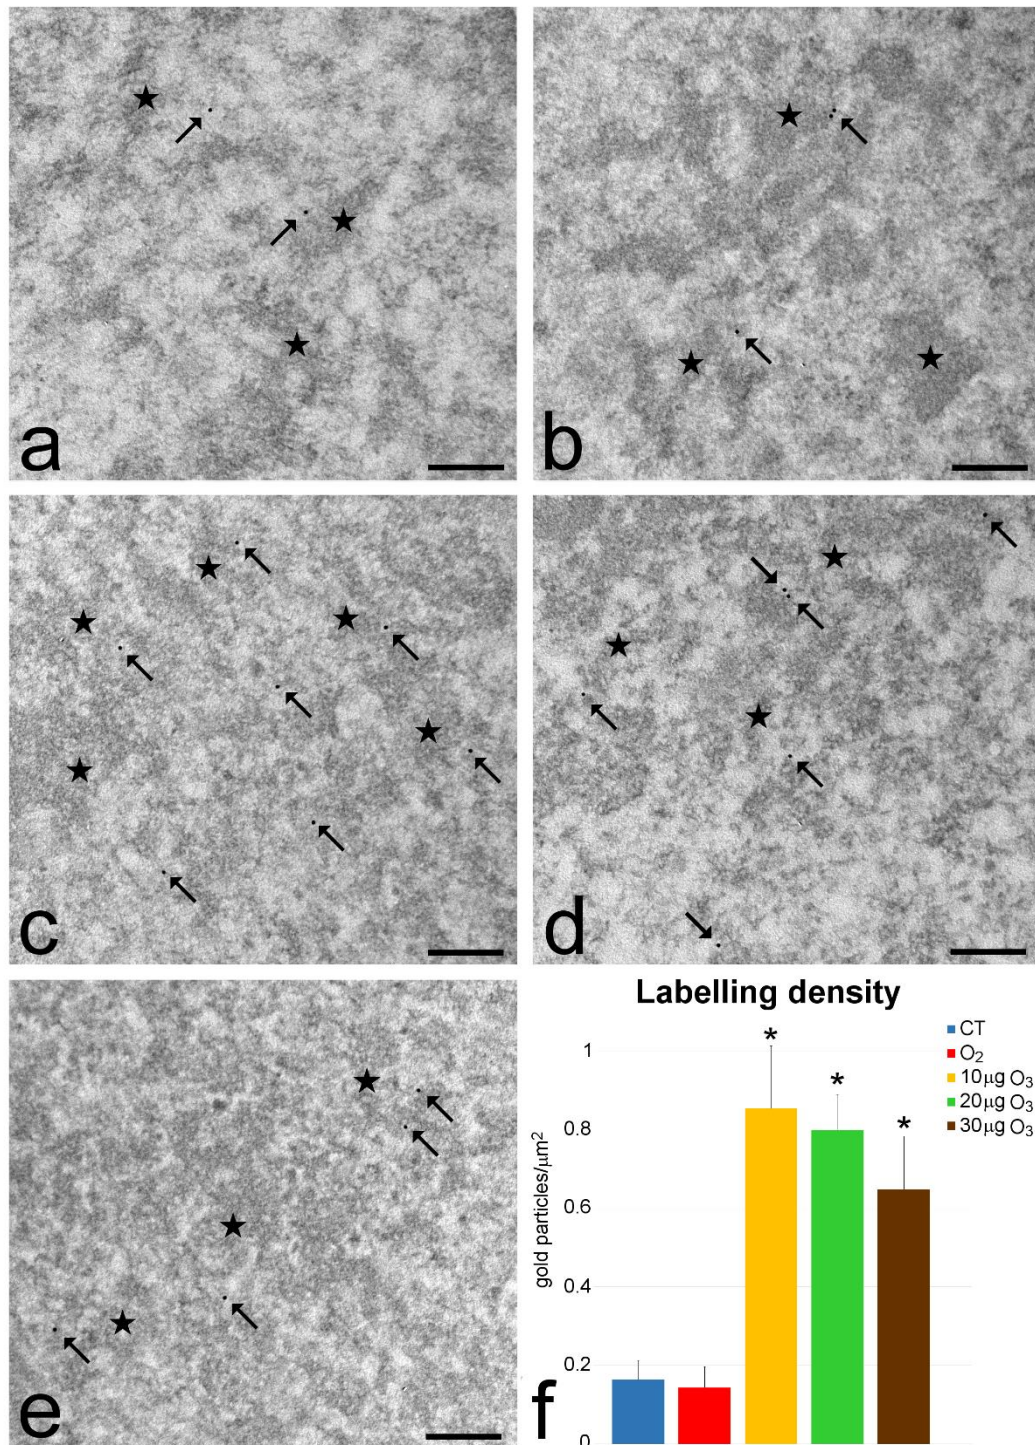 a
b
c
d
e
f
Labelling density
gold particles/μm²
1
0.8
0.6
0.4
0.2
0
*
*
*
CT
O₂
10μg O₃
20μg O₃
30μg O₃